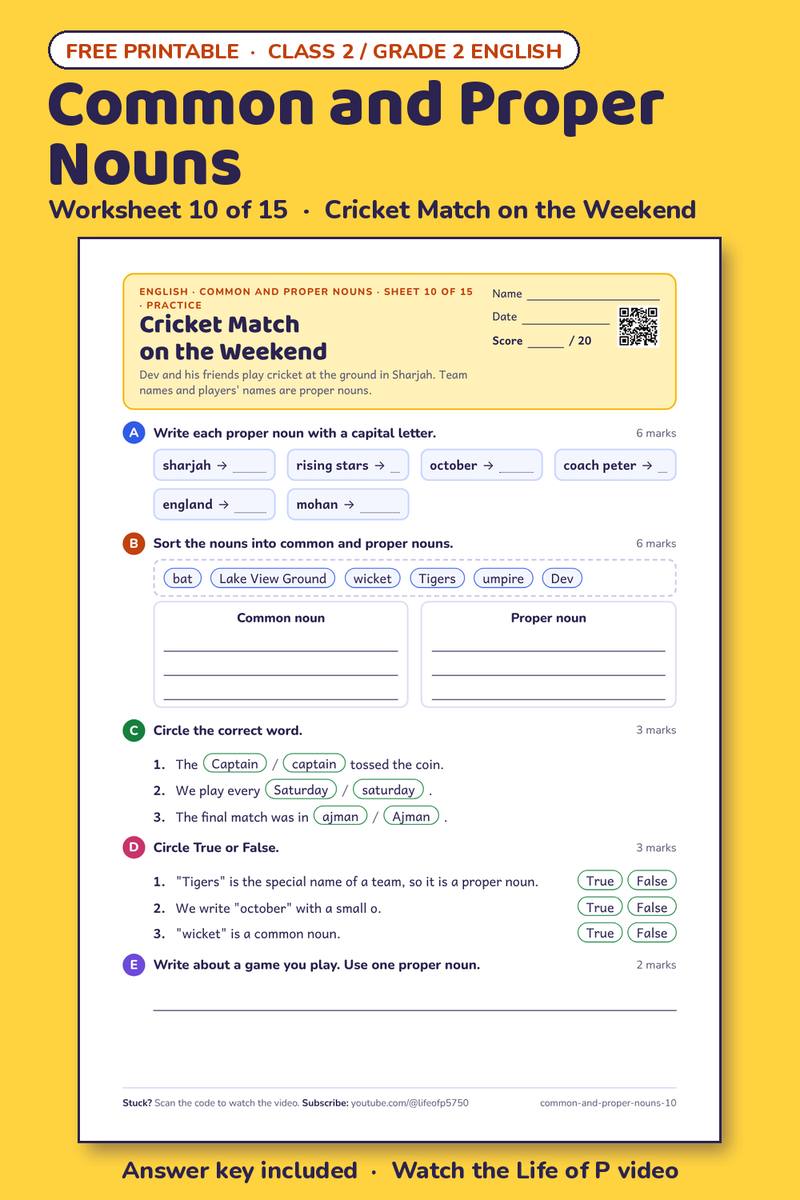 FREE PRINTABLE · CLASS 2 / GRADE 2 ENGLISH
Common and Proper
Nouns
Worksheet 10 of 15 · Cricket Match on the Weekend
ENGLISH · COMMON AND PROPER NOUNS · SHEET 10 OF 15
· PRACTICE
Cricket Match
on the Weekend
Dev and his friends play cricket at the ground in Sharjah. Team
names and players' names are proper nouns.
Name ____
Date ____
Score ____ / 20
A Write each proper noun with a capital letter. 6 marks
sharjah → ____ rising stars → __ october → ____ coach peter → __
england → ____ mohan → ____
B Sort the nouns into common and proper nouns. 6 marks
bat Lake View Ground wicket Tigers umpire Dev
Common noun Proper noun
C Circle the correct word. 3 marks
1. The Captain / captain tossed the coin.
2. We play every Saturday / saturday .
3. The final match was in ajman / Ajman .
D Circle True or False. 3 marks
1. "Tigers" is the special name of a team, so it is a proper noun. True False
2. We write "october" with a small o. True False
3. "wicket" is a common noun. True False
E Write about a game you play. Use one proper noun. 2 marks
Stuck? Scan the code to watch the video. Subscribe: youtube.com/@lifeofp5750 common-and-proper-nouns-10
Answer key included · Watch the Life of P video